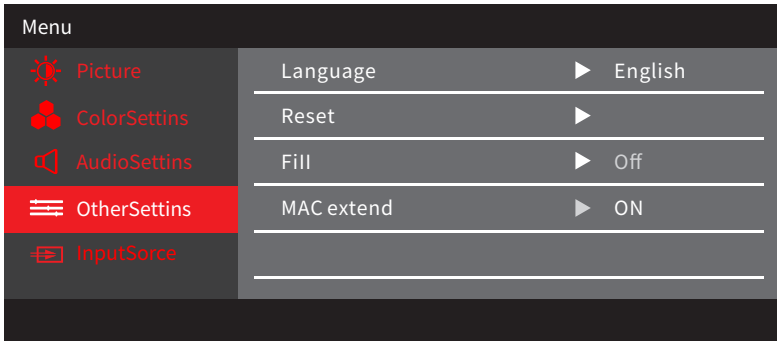 Menu
Picture
ColorSettins
AudioSettins
OtherSettins
InputSorce
Language English
Reset
Fill Off
MAC extend ON